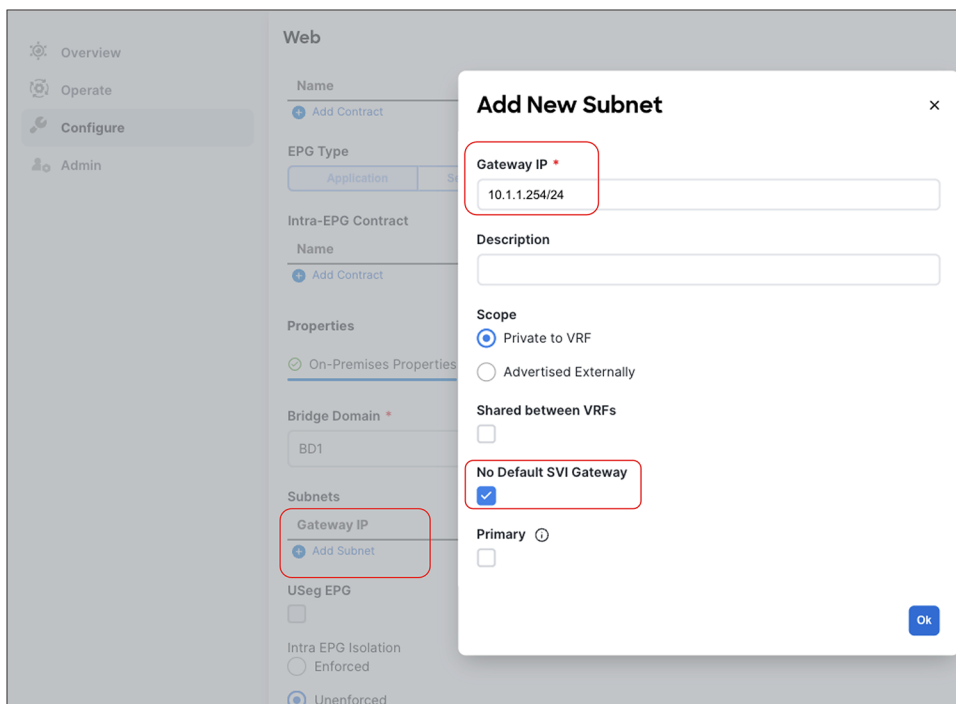 Overview
Operate
Configure
Admin
Web
Name
Add Contract
EPG Type
Application
Intra-EPG Contract
Name
Add Contract
Properties
On-Premises Properties
Bridge Domain *
BD1
Subnets
Gateway IP
Add Subnet
USeg EPG
Intra EPG Isolation
Enforced
Unenforced
Add New Subnet
Gateway IP *
10.1.1.254/24
Description
Scope
Private to VRF
Advertised Externally
Shared between VRFs
No Default SVI Gateway
Primary
Ok